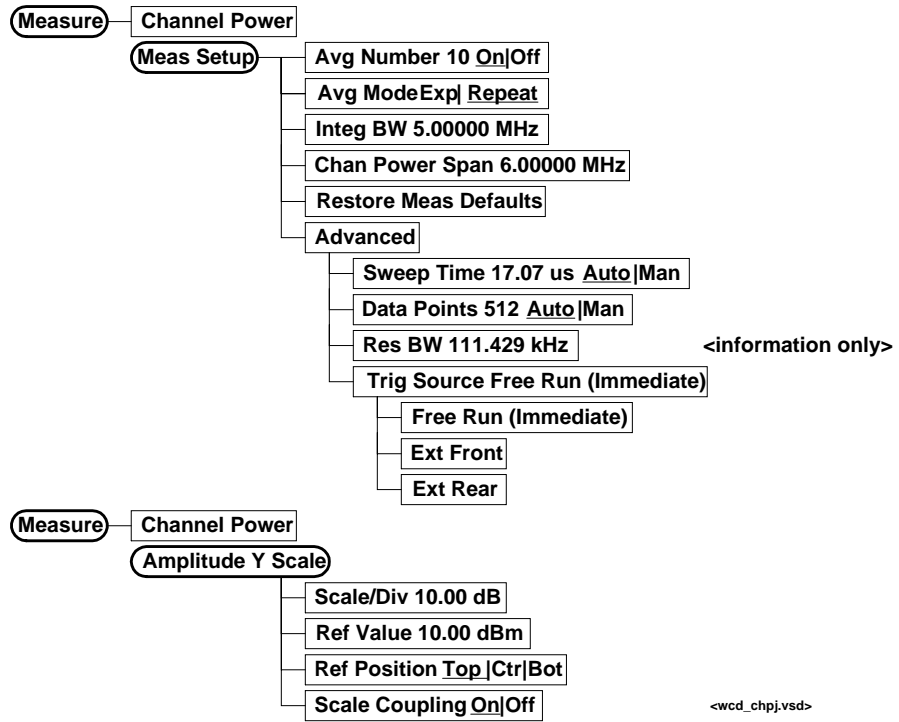 Measure Channel Power
Meas Setup Avg Number 10 On|Off
Avg Mode Exp| Repeat
Integ BW 5.00000 MHz
Chan Power Span 6.00000 MHz
Restore Meas Defaults
Advanced
Sweep Time 17.07 us Auto|Man
Data Points 512 Auto|Man
Res BW 111.429 kHz <information only>
Trig Source Free Run (Immediate)
Free Run (Immediate)
Ext Front
Ext Rear
Measure Channel Power
Amplitude Y Scale
Scale/Div 10.00 dB
Ref Value 10.00 dBm
Ref Position Top|Ctr|Bot
Scale Coupling On|Off <wcd_chpj.vsd>